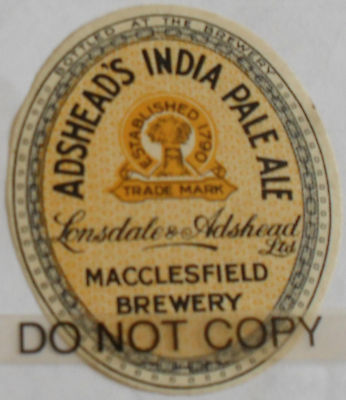 BOTTLED AT THE BREWERY
ADSHEAD'S INDIA PALE ALE
ESTABLISHED 1790
TRADE MARK
Lonsdale & Adshead
Ltd
MACCLESFIELD
BREWERY
DO NOT COPY